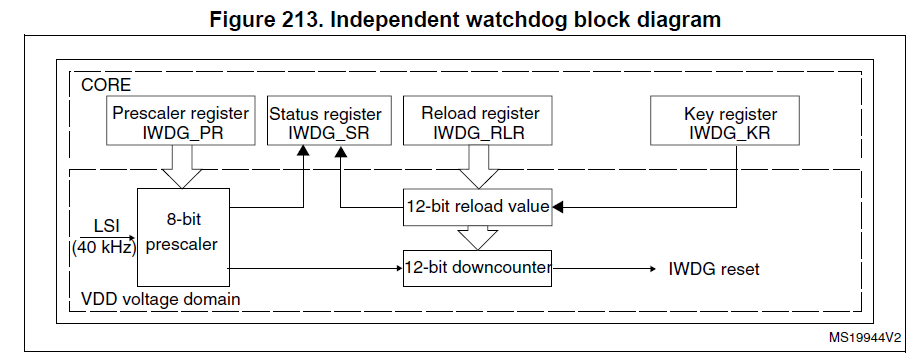 Figure 213. Independent watchdog block diagram
CORE
Prescaler register
IWDG_PR
Status register
IWDG_SR
Reload register
IWDG_RLR
Key register
IWDG_KR
LSI
(40 kHz)
8-bit
prescaler
12-bit reload value
12-bit downcounter
IWDG reset
VDD voltage domain
MS19944V2